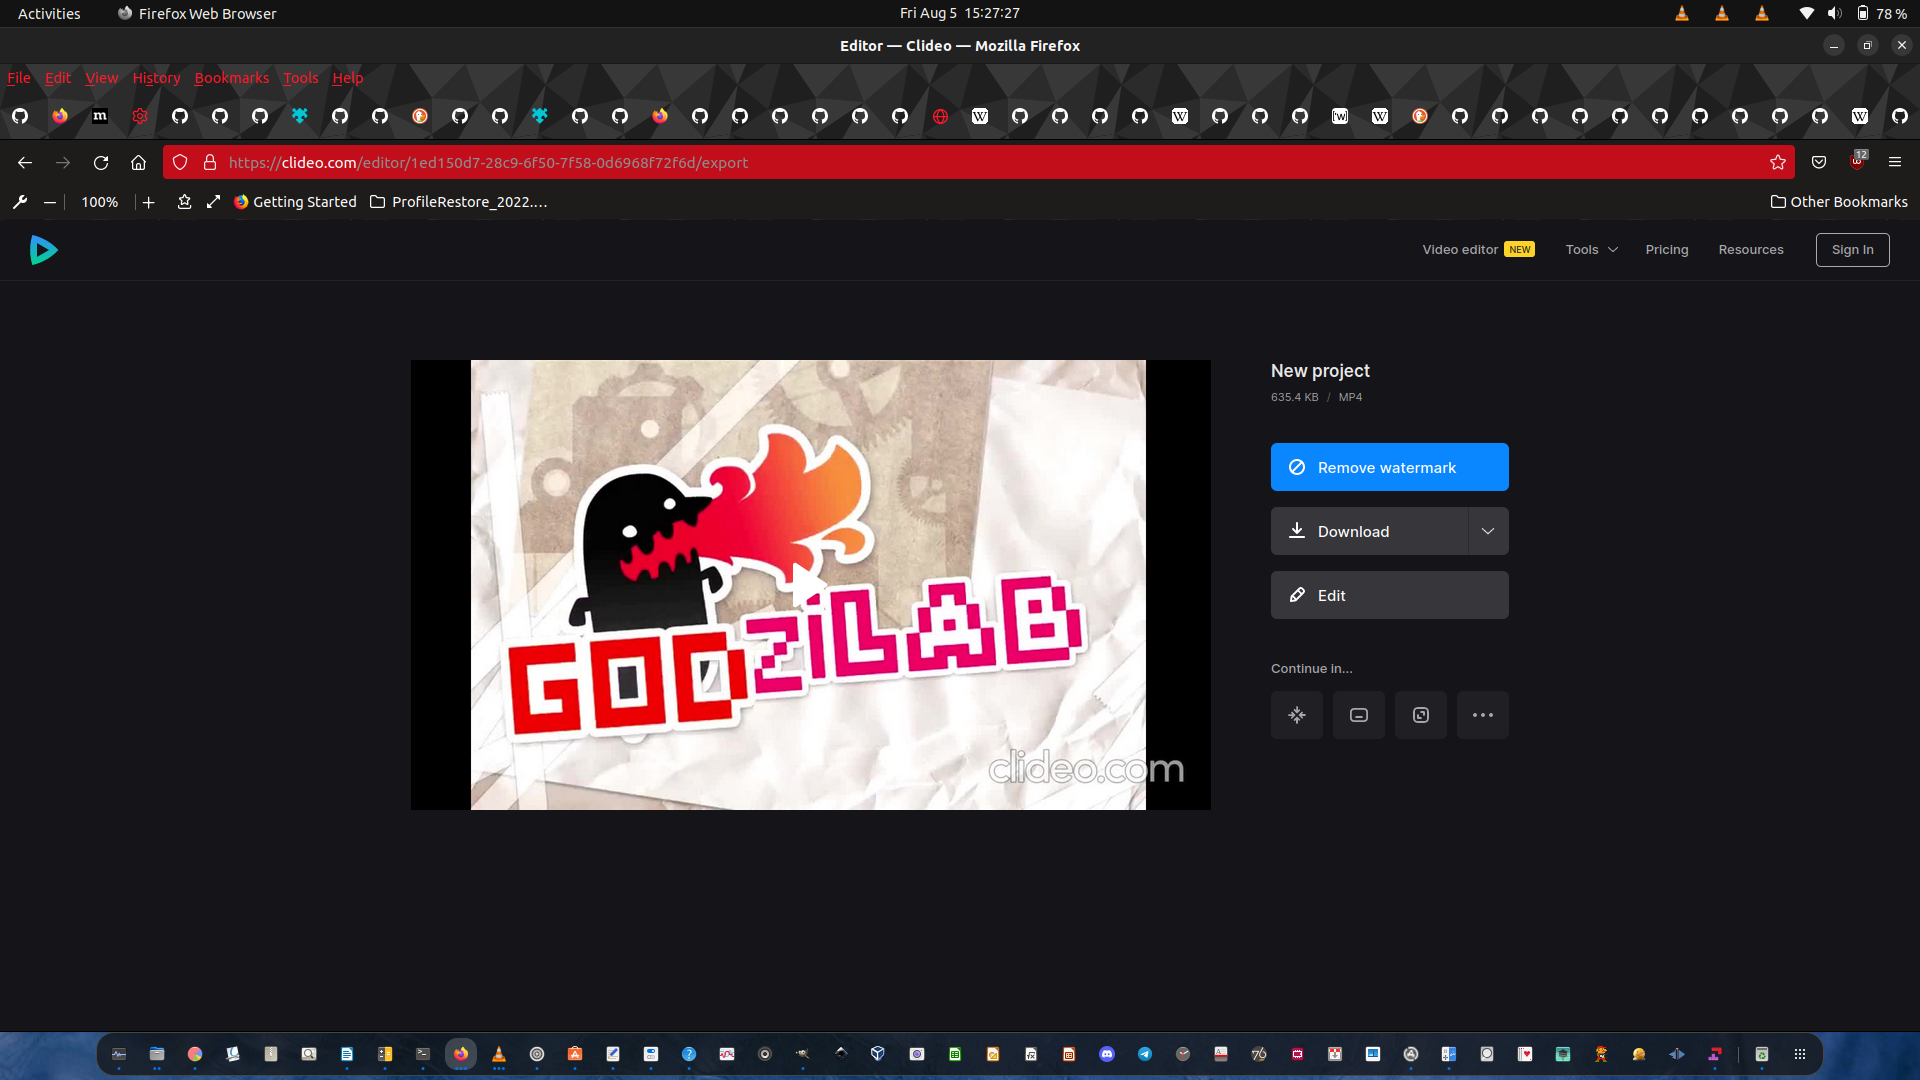 Activities
Firefox Web Browser
Fri Aug 5 15:27:27
78 %
Editor — Clideo — Mozilla Firefox
File Edit View History Bookmarks Tools Help
https://clideo.com/editor/1ed150d7-28c9-6f50-7f58-0d6968f72f6d/export
12
100%
Getting Started
ProfileRestore_2022....
Other Bookmarks
Video editor NEW
Tools
Pricing
Resources
Sign In
New project
635.4 KB / MP4
Remove watermark
Download
Edit
Continue in...
GODZiLAB
clideo.com